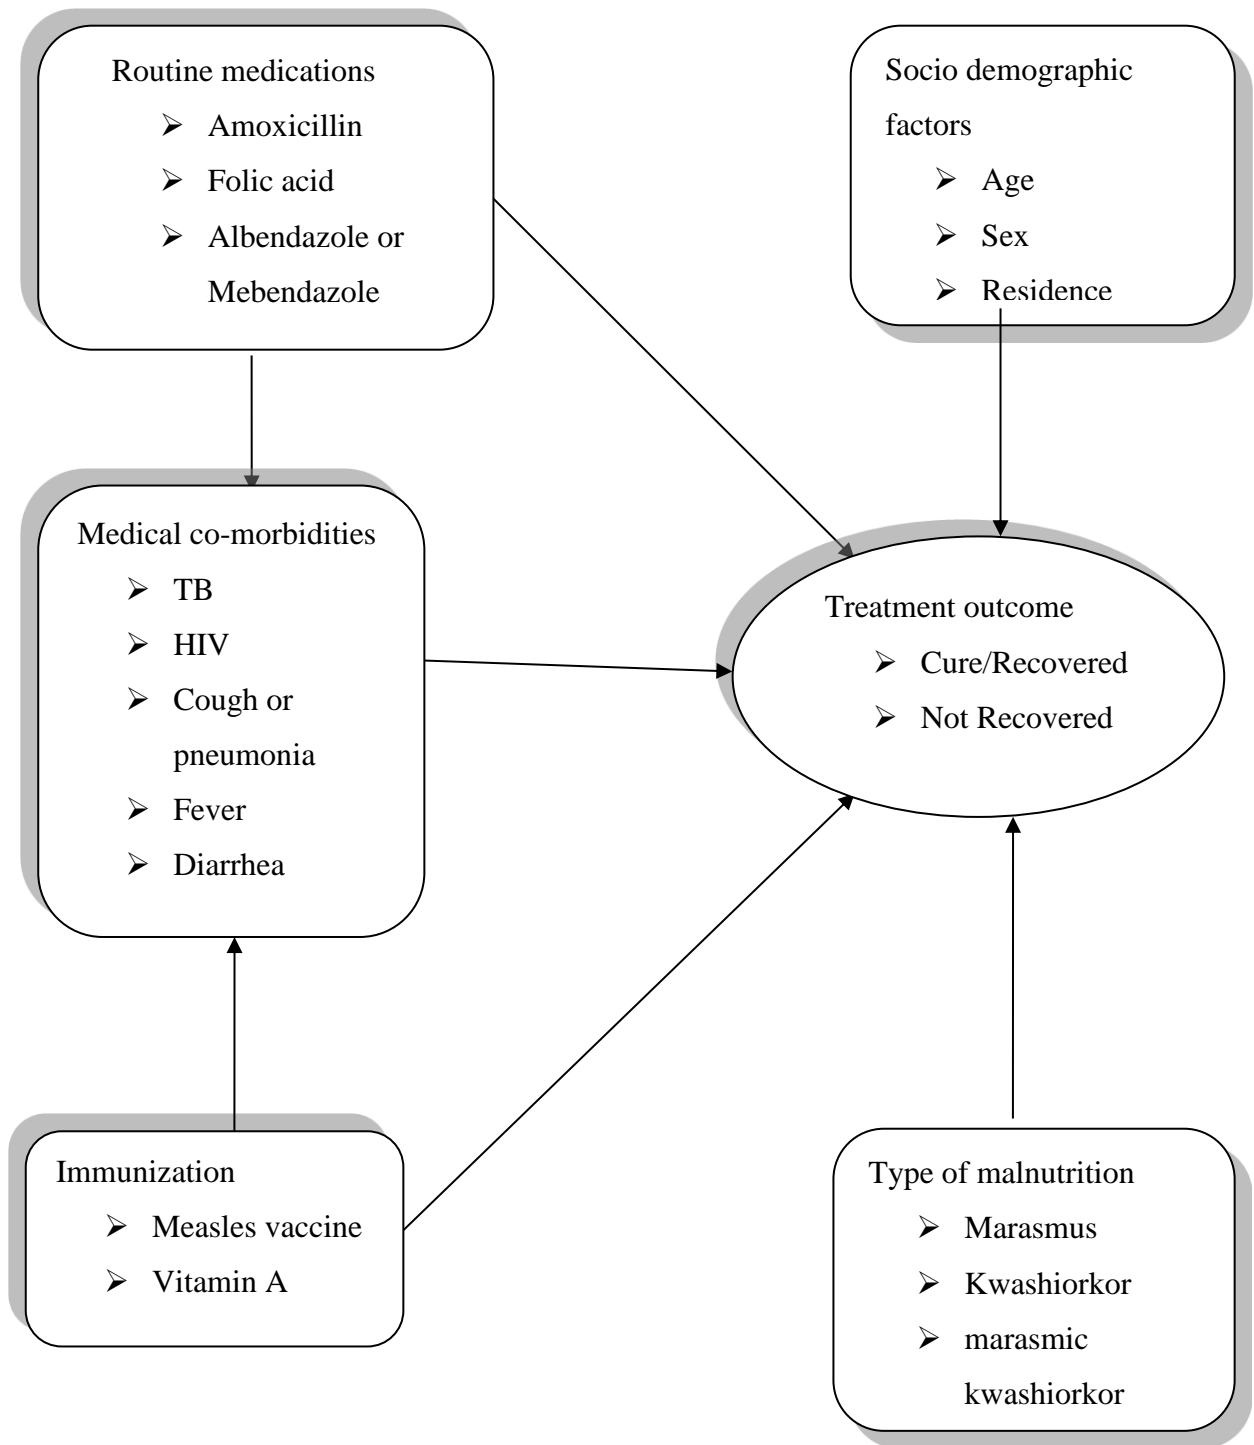 Routine medications
➢ Amoxicillin
➢ Folic acid
➢ Albendazole or
Mebendazole
Socio demographic
factors
➢ Age
➢ Sex
➢ Residence
Medical co-morbidities
➢ TB
➢ HIV
➢ Cough or
pneumonia
➢ Fever
➢ Diarrhea
Treatment outcome
➢ Cure/Recovered
➢ Not Recovered
Immunization
➢ Measles vaccine
➢ Vitamin A
Type of malnutrition
➢ Marasmus
➢ Kwashiorkor
➢ marasmic
kwashiorkor